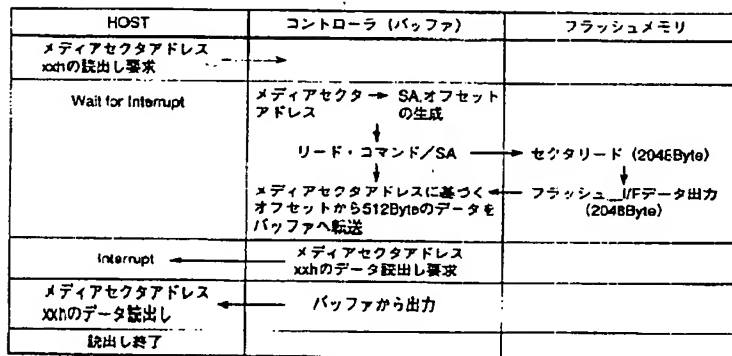 HOST コントローラ (バッファ) フラッシュメモリ
メディアセクタアドレス
xxhの読出し要求
Wait for Interrupt
メディアセクタ
アドレス
SA,オフセット
の生成
リード・コマンド/SA
セクタリード (2048Byte)
メディアセクタアドレスに基づく
オフセットから512Byteのデータを
バッファへ転送
フラッシュ__I/Fデータ出力
(2048Byte)
Interrupt
メディアセクタアドレス
xxhのデータ読出し要求
メディアセクタアドレス
xxhのデータ読出し
バッファから出力
読出し終了